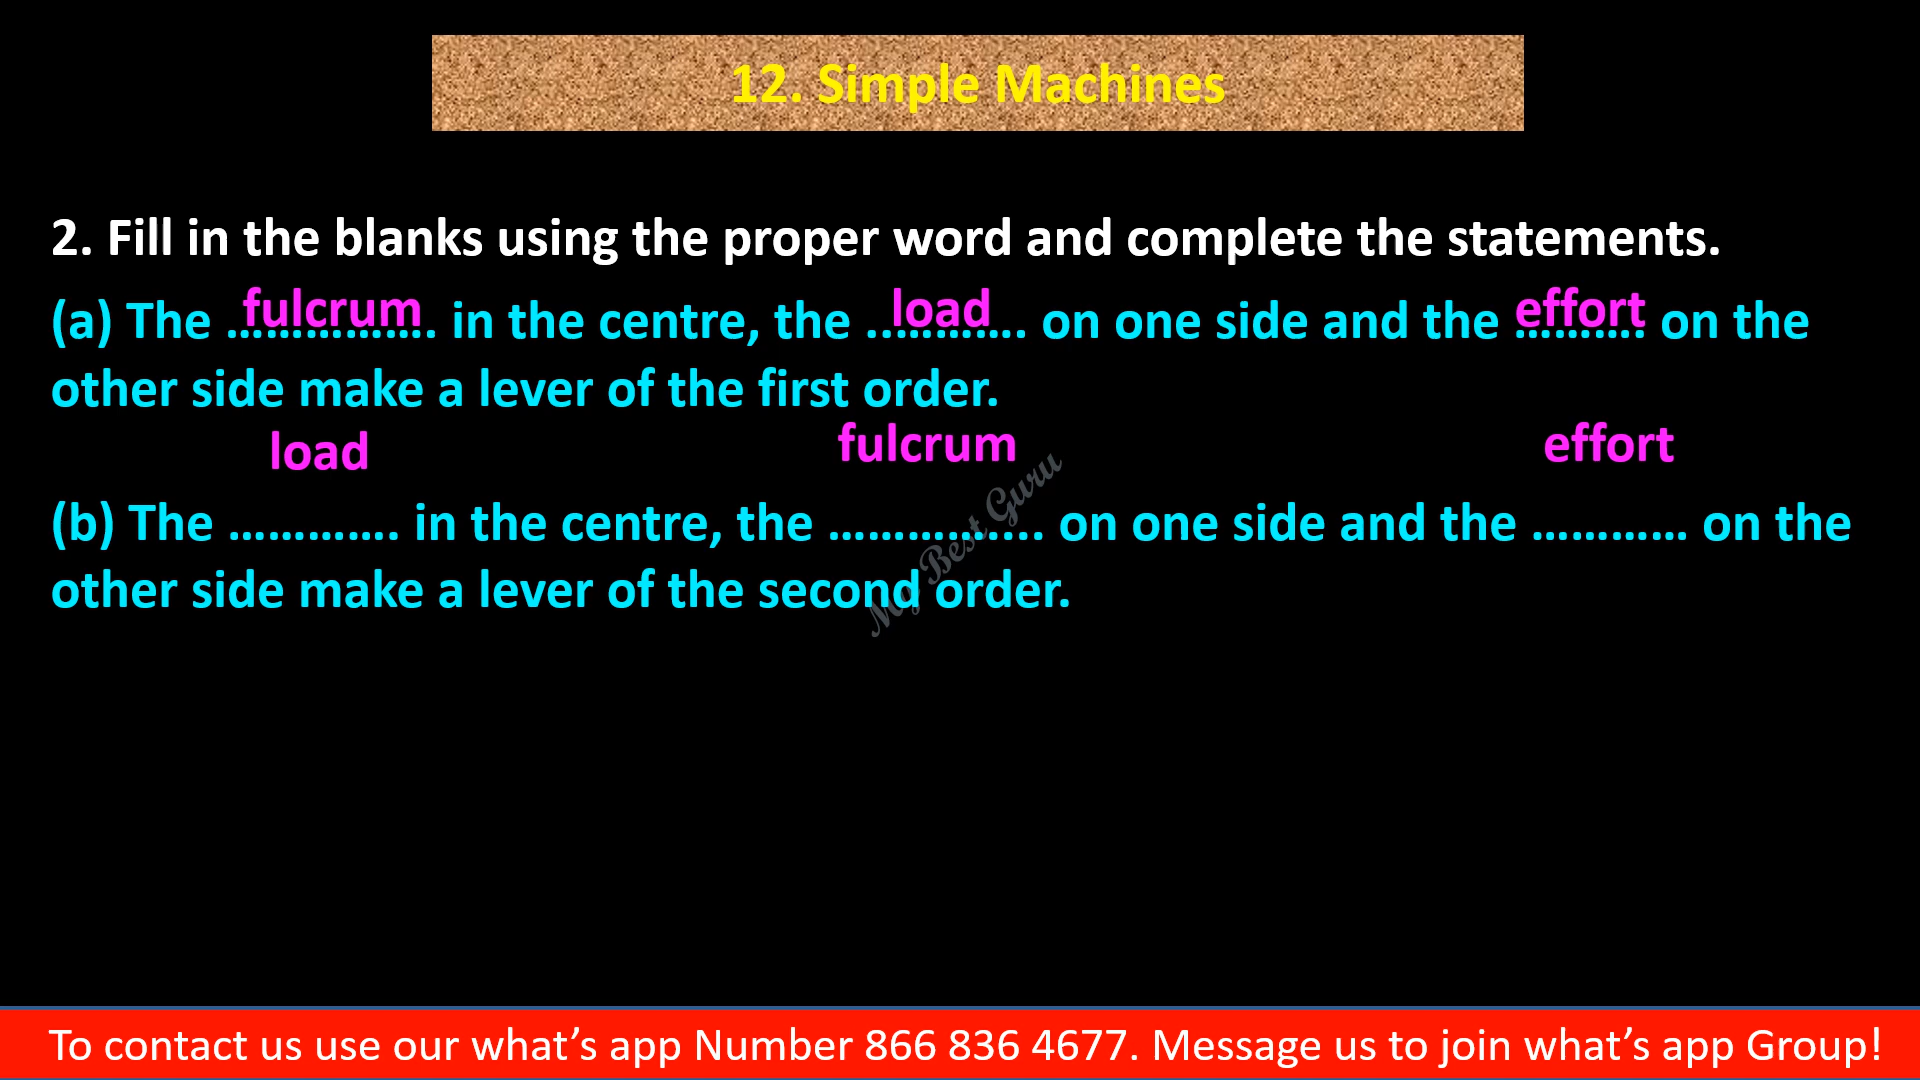 12. Simple Machines
2. Fill in the blanks using the proper word and complete the statements.
(a) The ……fulcrum……. in the centre, the …load…. on one side and the …effort…. on the
other side make a lever of the first order.
load fulcrum effort
(b) The …………. in the centre, the …………….... on one side and the ………… on the
other side make a lever of the second order.
My Best Guru
To contact us use our what’s app Number 866 836 4677. Message us to join what’s app Group!